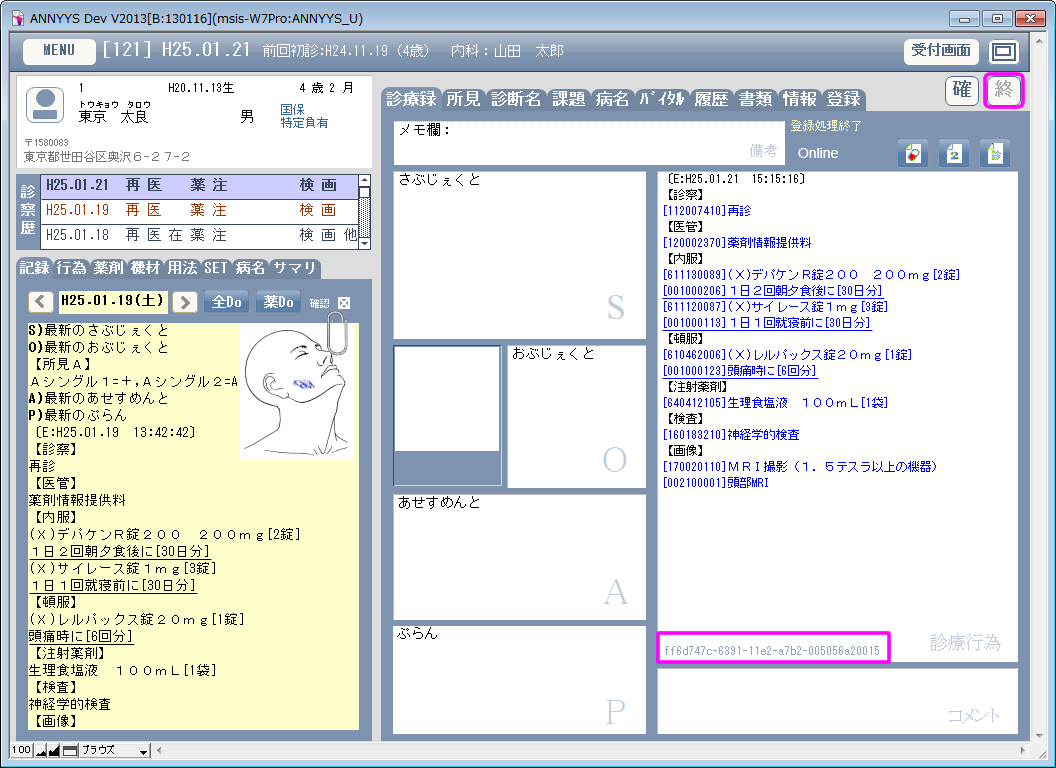 ANNYYS Dev V2013[B:130116](msis-W7Pro:ANNYYS_U)
MENU [121] H25.01.21 前回初診:H24.11.19 (4歳) 内科:山田 太郎 受付画面
1 H20.11.13生 4 歳 2 月
トウキョウ タロウ
東京 太良 男 国保
特定負有
〒1580083
東京都世田谷区奥沢6-27-2
診察歴
H25.01.21 再 医 薬 注 検 画
H25.01.19 再 医 薬 注 検 画
H25.01.18 再 医 在 薬 注 検 画 他
記録 行為 薬剤 機材 用法 SET 病名 サマリ
H25.01.19(土) 全Do 薬Do 確認
S)最新のさぶじぇくと
O)最新のおぶじぇくと
【所見A】
Aシングル1=+,Aシングル2=A
A)最新のあせすめんと
P)最新のぷらん
〔E:H25.01.19 13:42:42〕
【診察】
再診
【医管】
薬剤情報提供料
【内服】
(X)デパケンR錠200 200mg[2錠]
1日2回朝夕食後に[30日分]
(X)サイレース錠1mg[3錠]
1日1回就寝前に[30日分]
【頓服】
(X)レルパックス錠20mg[1錠]
頭痛時に[6回分]
【注射薬剤】
生理食塩液 100mL[1袋]
【検査】
神経学的検査
【画像】
確 終
診療録 所見 診断名 課題 病名 バイタル 履歴 書類 情報 登録
メモ欄:
備考
登録処理終了
Online
2
診
さぶじぇくと
S
おぶじぇくと
O
あせすめんと
A
ぷらん
P
〔E:H25.01.21 15:15:16〕
【診察】
[112007410]再診
【医管】
[120002370]薬剤情報提供料
【内服】
[611130089](X)デパケンR錠200 200mg[2錠]
[001000206]1日2回朝夕食後に[30日分]
[611120087](X)サイレース錠1mg[3錠]
[001000113]1日1回就寝前に[30日分]
【頓服】
[610462006](X)レルパックス錠20mg[1錠]
[001000123]頭痛時に[6回分]
【注射薬剤】
[640412105]生理食塩液 100mL[1袋]
【検査】
[160183210]神経学的検査
【画像】
[170020110]MRI撮影(1.5テスラ以上の機器)
[002100001]頭部MRI
診療行為
ff6d747c-6391-11e2-a7b2-005056a20015
コメント
100 ブラウズ